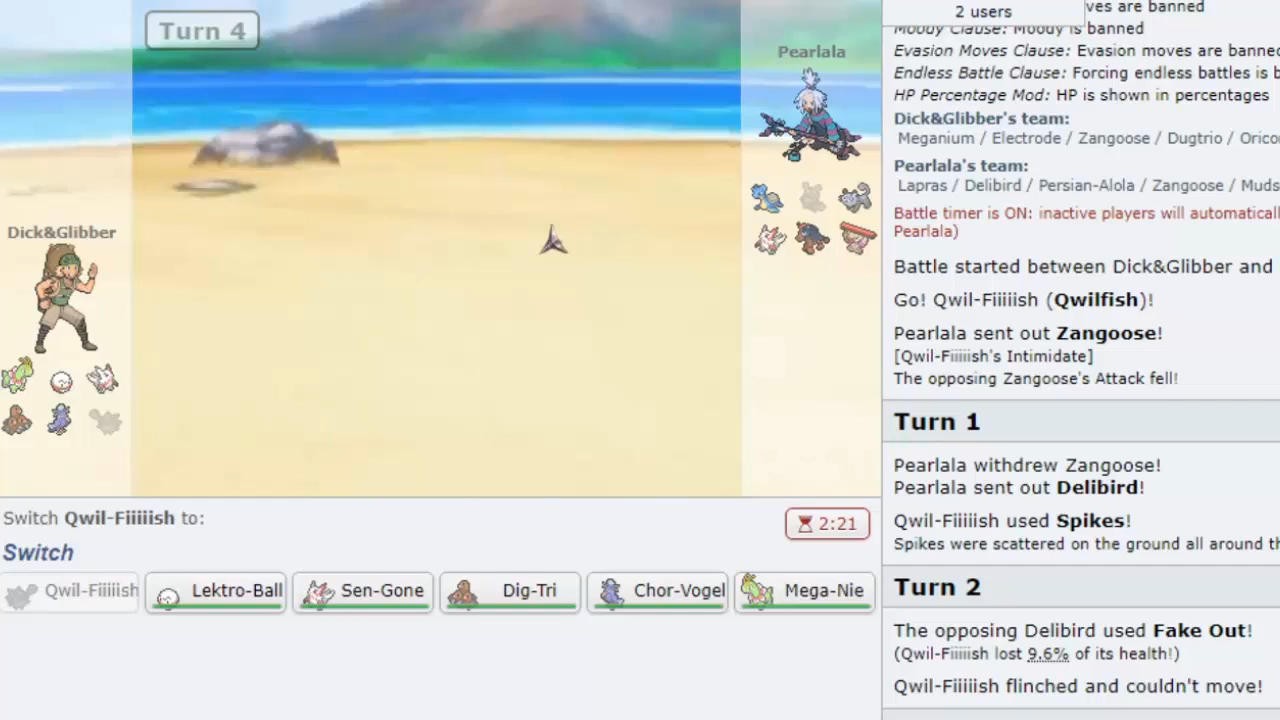 Turn 4
Pearlala
Dick&Glibber
Switch Qwil-Fiiiiish to:
2:21
Switch
Qwil-Fiiiiish
Lektro-Ball
Sen-Gone
Dig-Tri
Chor-Vogel
Mega-Nie
2 users
ves are banned
Moody Clause: Moody is banned
Evasion Moves Clause: Evasion moves are banned
Endless Battle Clause: Forcing endless battles is b
HP Percentage Mod: HP is shown in percentages
Dick&Glibber's team:
Meganium / Electrode / Zangoose / Dugtrio / Orico
Pearlala's team:
Lapras / Delibird / Persian-Alola / Zangoose / Muds
Battle timer is ON: inactive players will automatical
Pearlala)
Battle started between Dick&Glibber and
Go! Qwil-Fiiiiish (Qwilfish)!
Pearlala sent out Zangoose!
[Qwil-Fiiiiish's Intimidate]
The opposing Zangoose's Attack fell!
Turn 1
Pearlala withdrew Zangoose!
Pearlala sent out Delibird!
Qwil-Fiiiiish used Spikes!
Spikes were scattered on the ground all around th
Turn 2
The opposing Delibird used Fake Out!
(Qwil-Fiiiiish lost 9.6% of its health!)
Qwil-Fiiiiish flinched and couldn't move!